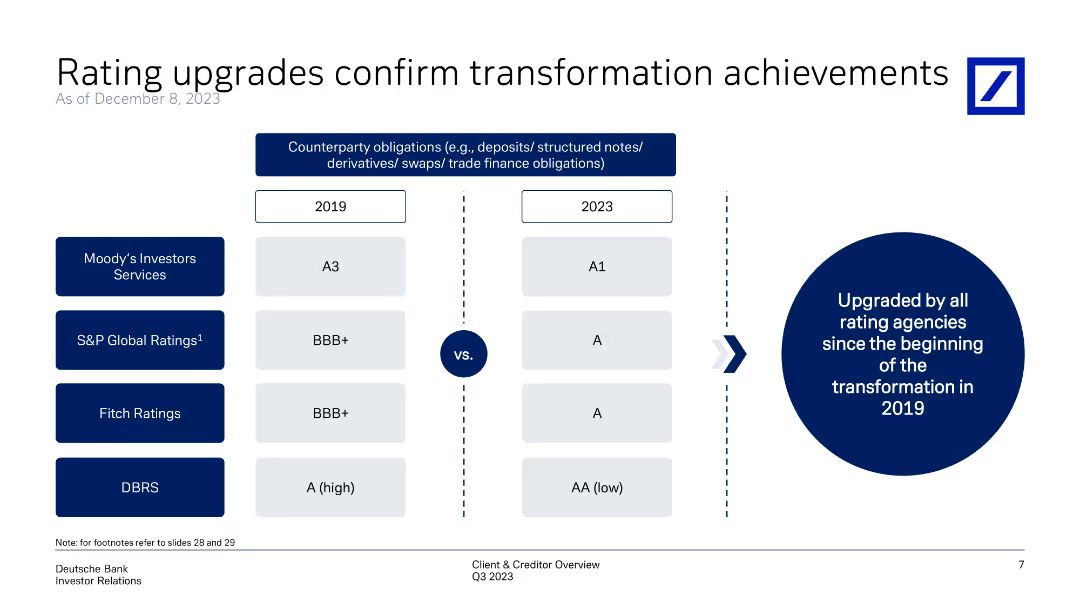 Rating upgrades confirm transformation achievements
As of December 8, 2023
Counterparty obligations (e.g., deposits/ structured notes/
derivatives/ swaps/ trade finance obligations)
2019
2023
Moody's Investors
Services
A3
A1
S&P Global Ratings¹
BBB+
A
vs.
Fitch Ratings
BBB+
A
DBRS
A (high)
AA (low)
Upgraded by all
rating agencies
since the beginning
of the
transformation in
2019
Note: for footnotes refer to slides 28 and 29
Deutsche Bank
Investor Relations
Client & Creditor Overview
Q3 2023
7